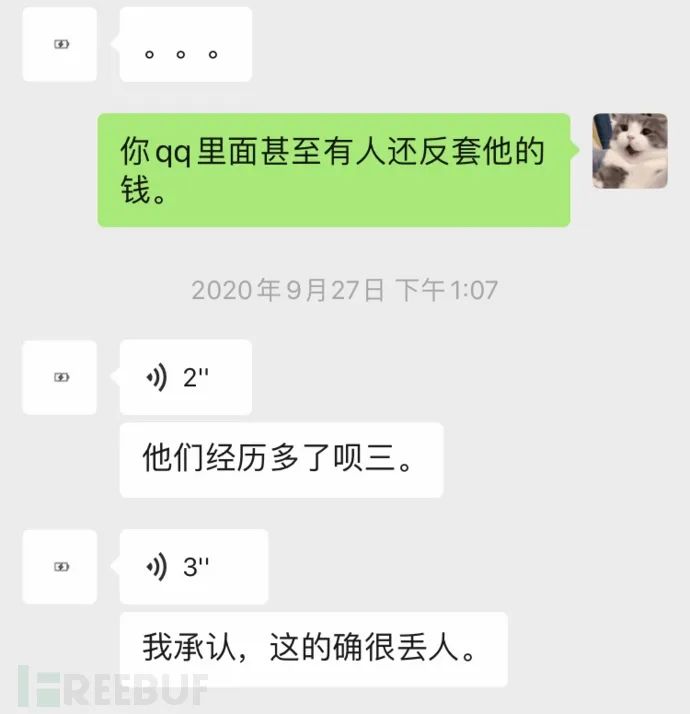 。。。
你qq里面甚至有人还反套他的
钱。
2020年9月27日 下午1:07
2"
他们经历多了呗三。
3"
我承认，这的确很丢人。
FREEBUF